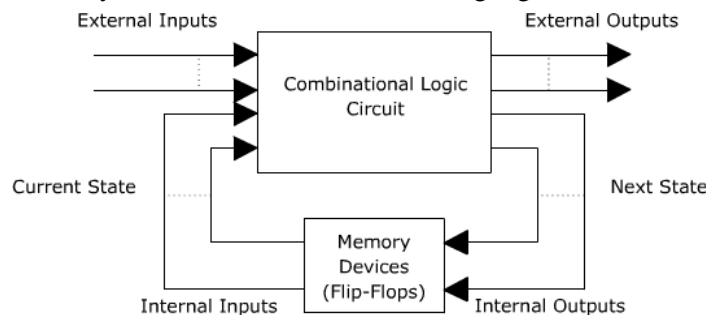 External Inputs
External Outputs
Combinational Logic
Circuit
Current State
Next State
Memory
Devices
(Flip-Flops)
Internal Inputs
Internal Outputs